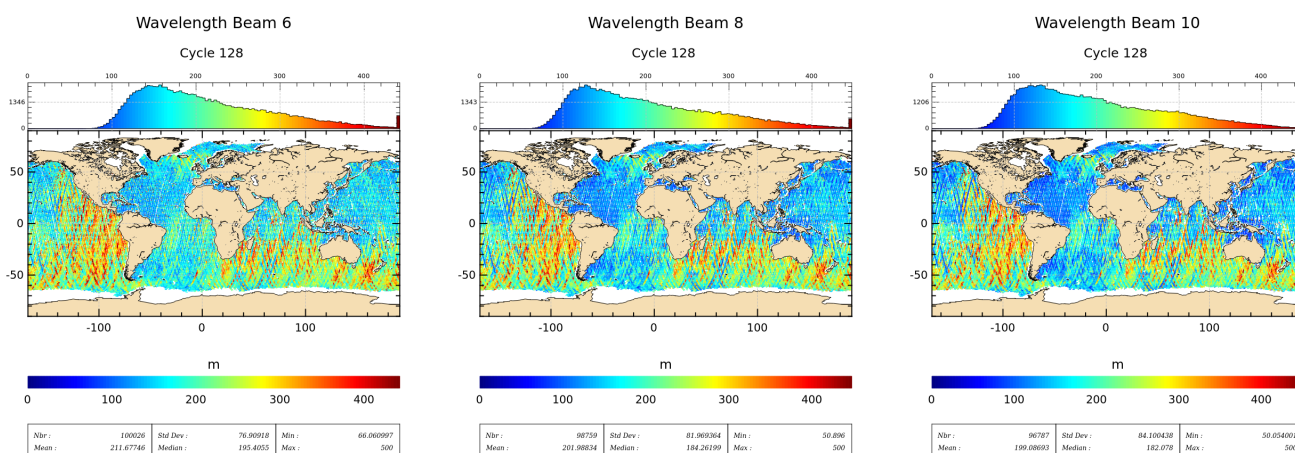 Wavelength Beam 6
Cycle 128
0 100 200 300 400
1346
0
50
0
-50
-100 0 100
m
0 100 200 300 400
Nbr : 100026 Std Dev : 76.90918 Min : 66.060997
Mean : 211.67746 Median : 195.4055 Max : 500
Wavelength Beam 8
Cycle 128
0 100 200 300 400
1343
0
50
0
-50
-100 0 100
m
0 100 200 300 400
Nbr : 98759 Std Dev : 81.969364 Min : 50.896
Mean : 201.98834 Median : 184.26199 Max : 500
Wavelength Beam 10
Cycle 128
0 100 200 300 400
1206
0
50
0
-50
-100 0 100
m
0 100 200 300 400
Nbr : 96787 Std Dev : 84.100438 Min : 50.054001
Mean : 199.08693 Median : 182.078 Max : 500